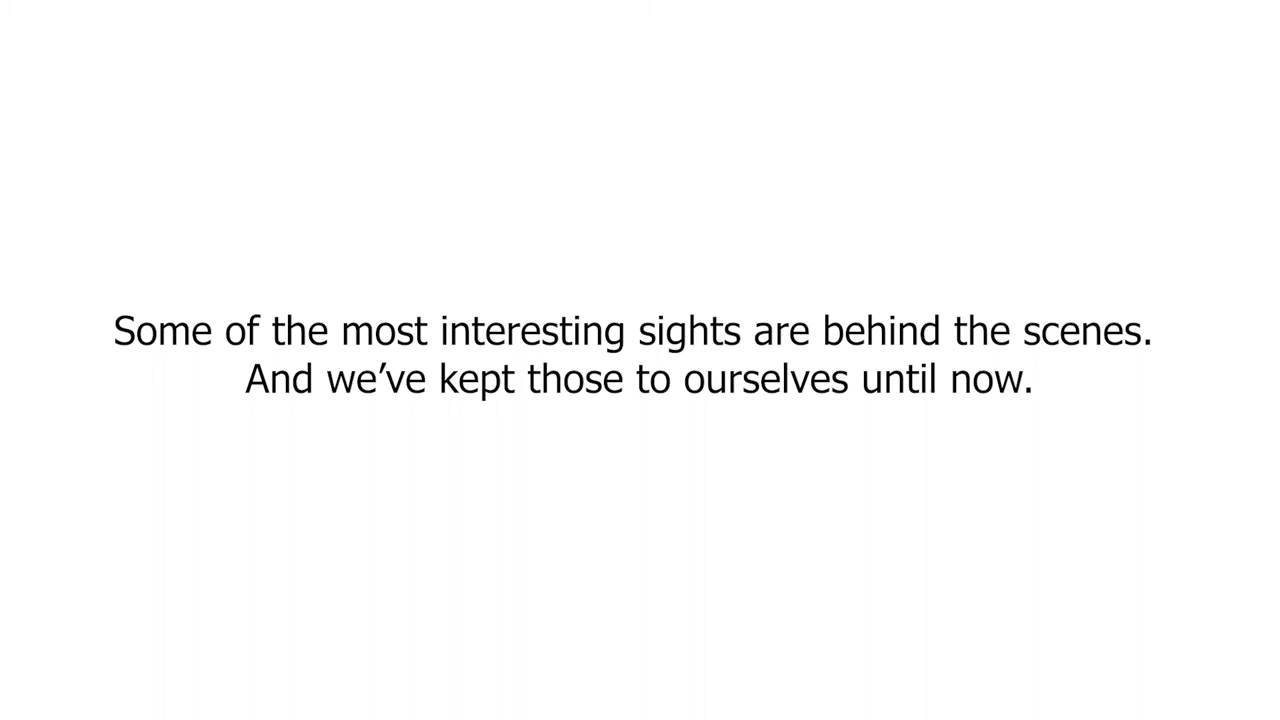 Some of the most interesting sights are behind the scenes.
And we’ve kept those to ourselves until now.